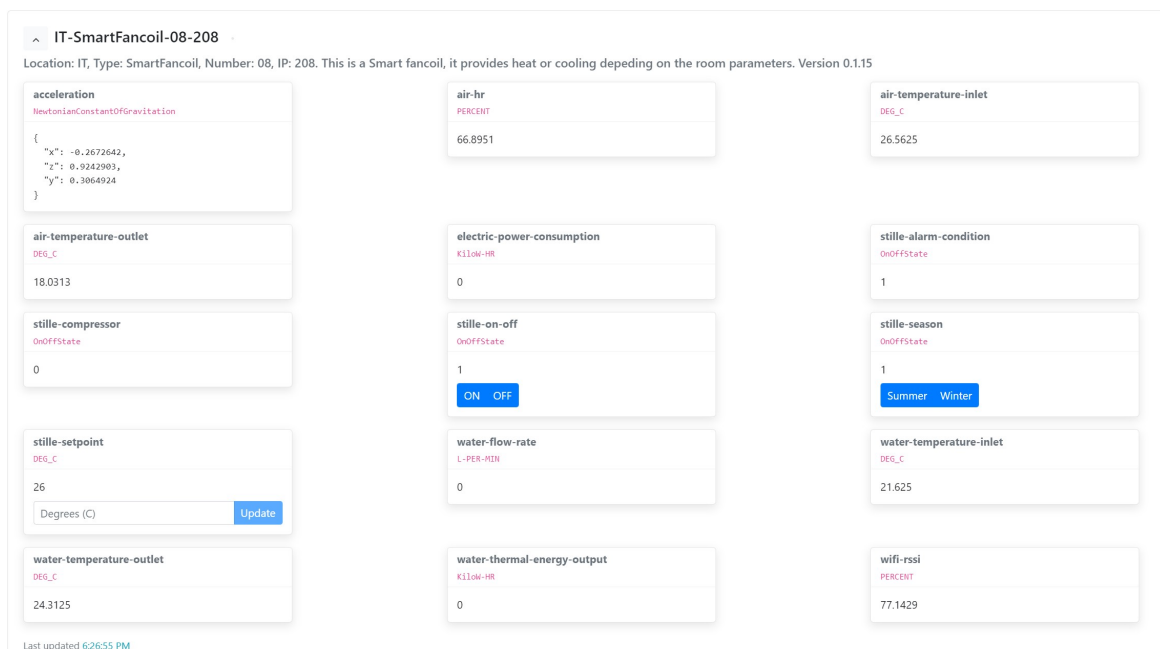 IT-SmartFancoil-08-208
Location: IT, Type: SmartFancoil, Number: 08, IP: 208. This is a Smart fancoil, it provides heat or cooling depeding on the room parameters. Version 0.1.15
acceleration
NewtonianConstantOfGravitation
{
"x": -0.2672642,
"z": 0.9242903,
"y": 0.3064924
}
air-hr
PERCENT
66.8951
air-temperature-inlet
DEG_C
26.5625
air-temperature-outlet
DEG_C
18.0313
electric-power-consumption
KiloW-HR
0
stille-alarm-condition
OnOffState
1
stille-compressor
OnOffState
0
stille-on-off
OnOffState
1
ON OFF
stille-season
OnOffState
1
Summer Winter
stille-setpoint
DEG_C
26
Degrees (C) Update
water-flow-rate
L-PER-MIN
0
water-temperature-inlet
DEG_C
21.625
water-temperature-outlet
DEG_C
24.3125
water-thermal-energy-output
KiloW-HR
0
wifi-rssi
PERCENT
77.1429
Last updated 6:26:55 PM